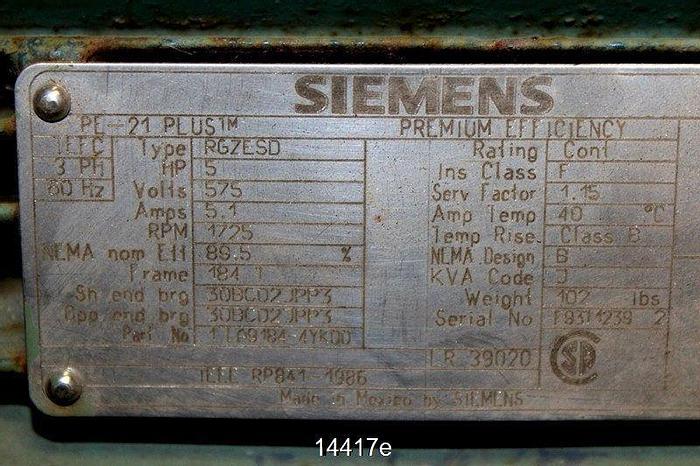 SIEMENS
PE-21 PLUS™ PREMIUM EFFICIENCY
TEFC Type RGZESD Rating Cont
3 PH HP 5 Ins Class F
60 Hz Volts 575 Serv Factor 1.15
Amps 5.1 Amp Temp 40 °C
RPM 1725 Temp Rise Class B
NEMA nom Eff 89.5 % NEMA Design B
Frame 184 T KVA Code J
Sh end brg 30BC02JPP3 Weight 102 lbs
Opp end brg 30BC02JPP3 Serial No 2
Part No LR 39020
IEEE RP841-1986
Made in Mexico by SIEMENS
14417e